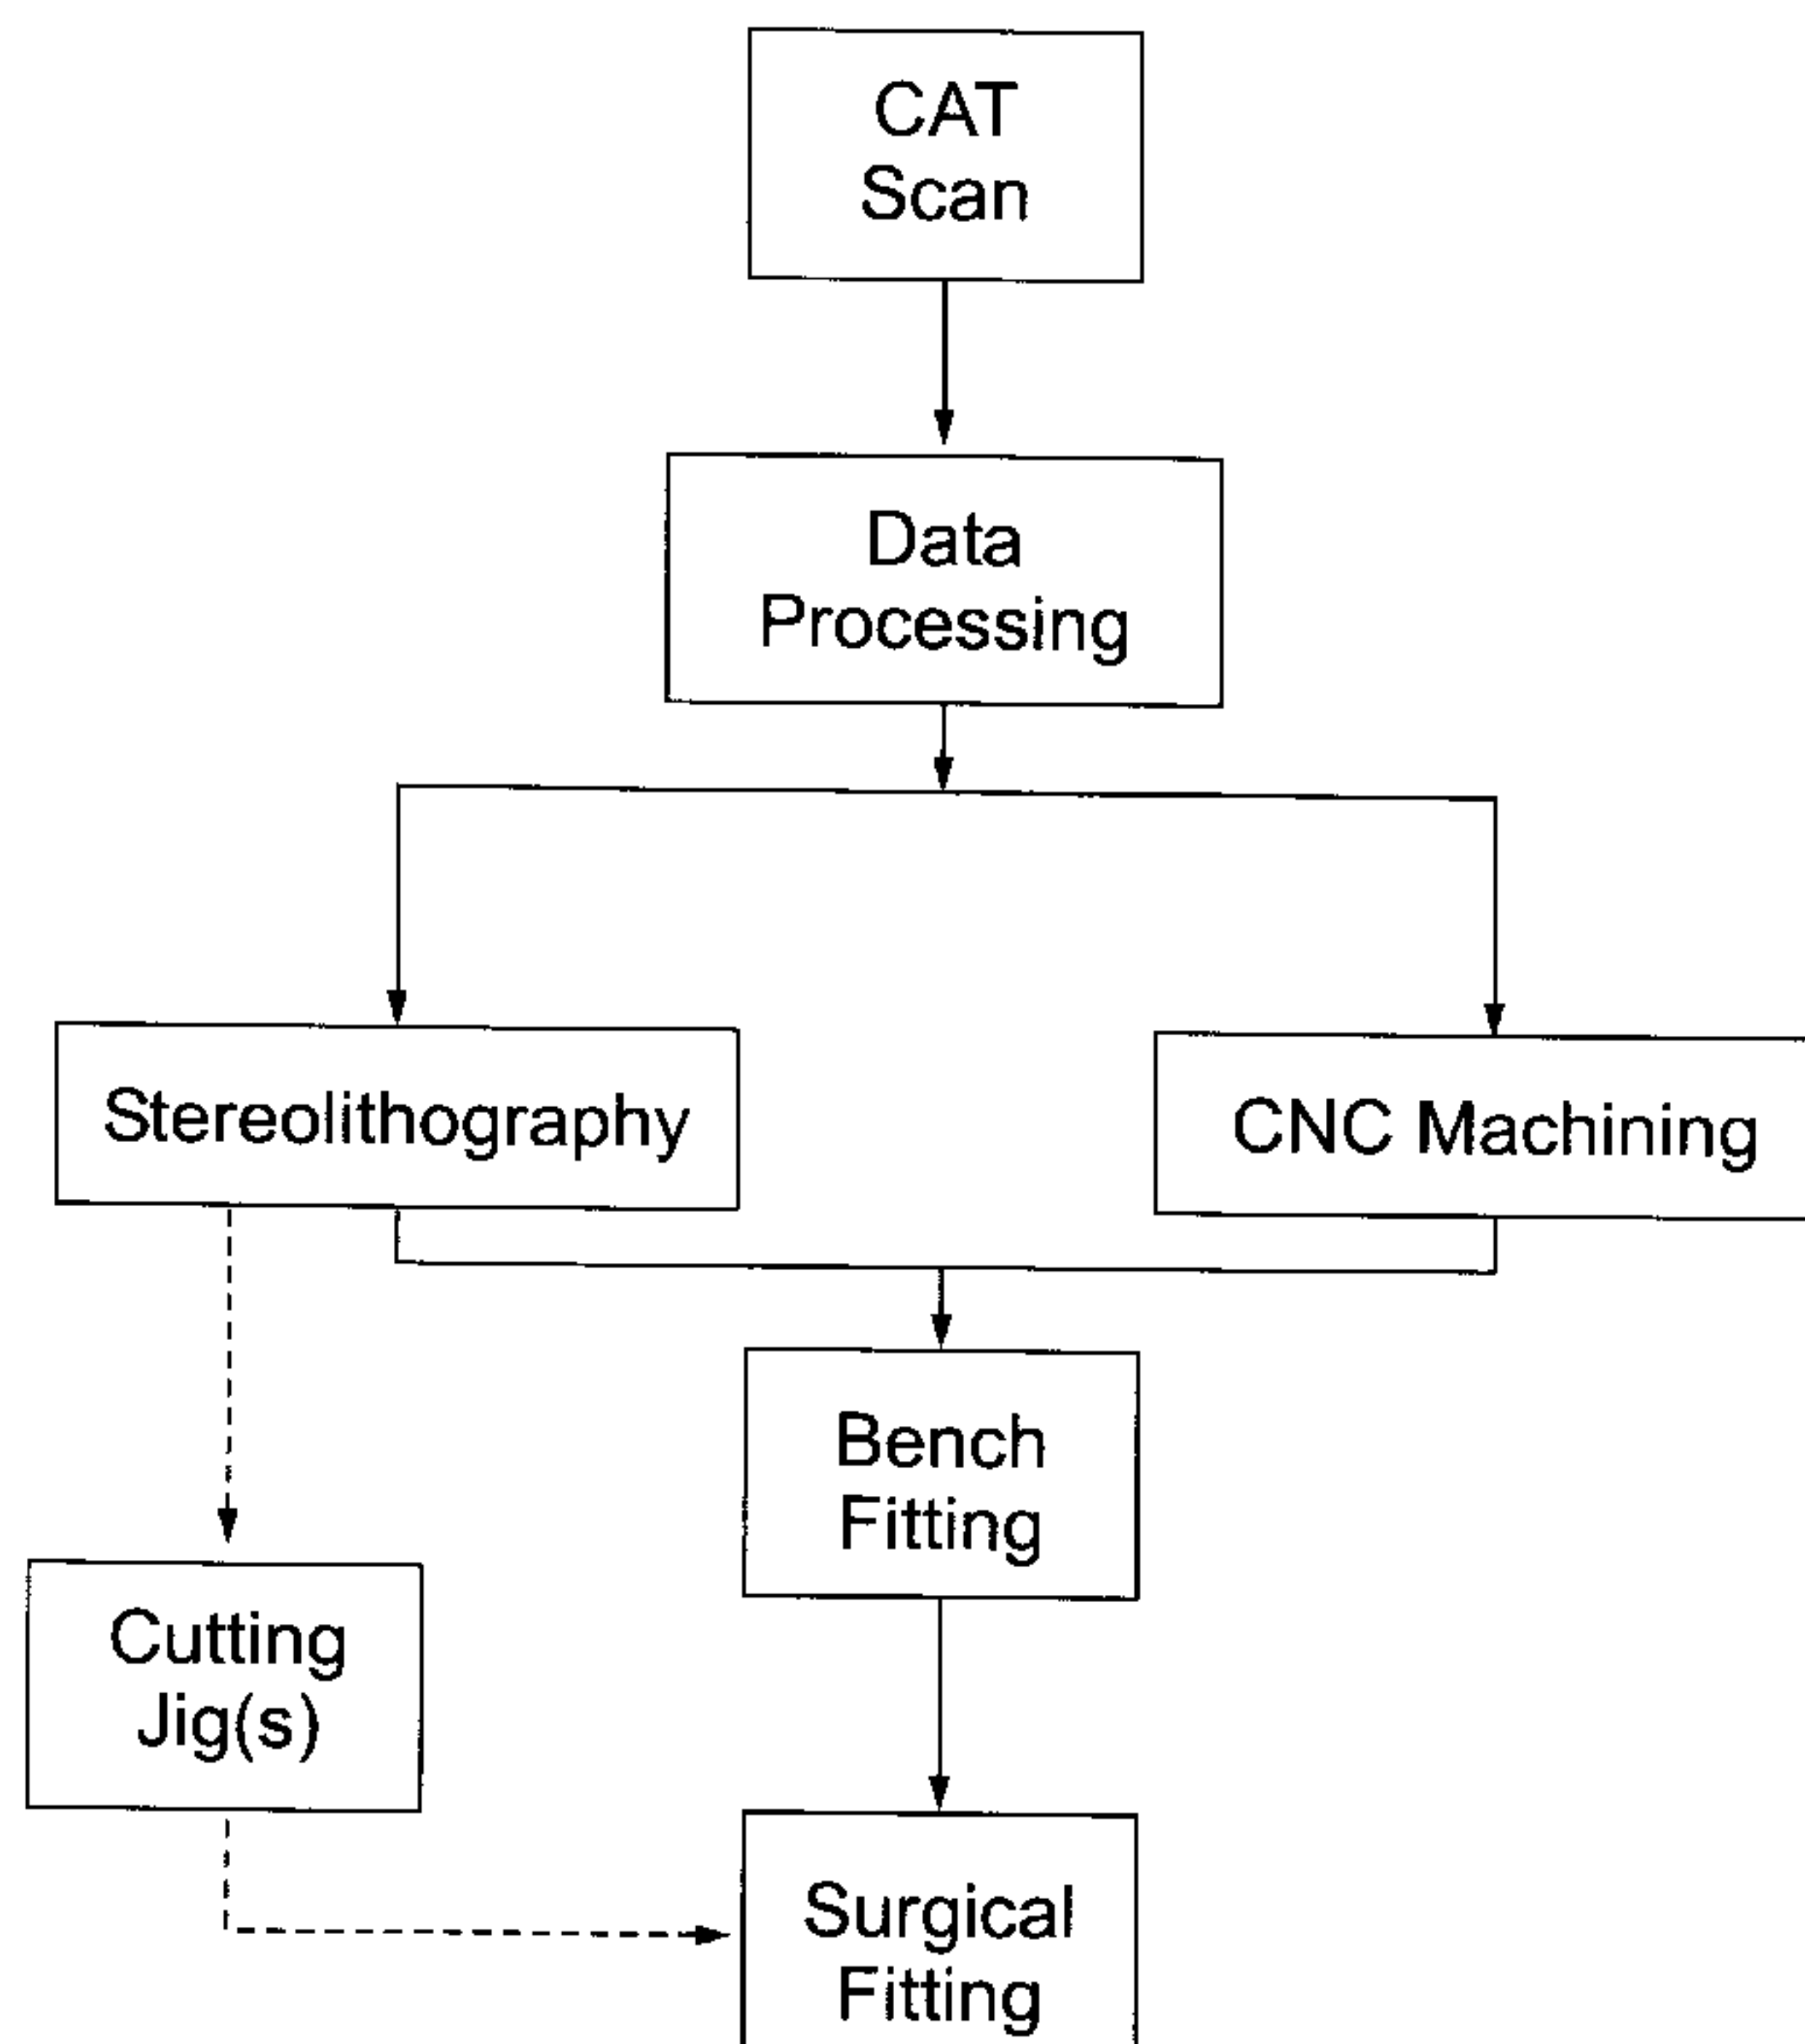 CAT
Scan
Data
Processing
Stereolithography
CNC Machining
Bench
Fitting
Cutting
Jig(s)
Surgical
Fitting